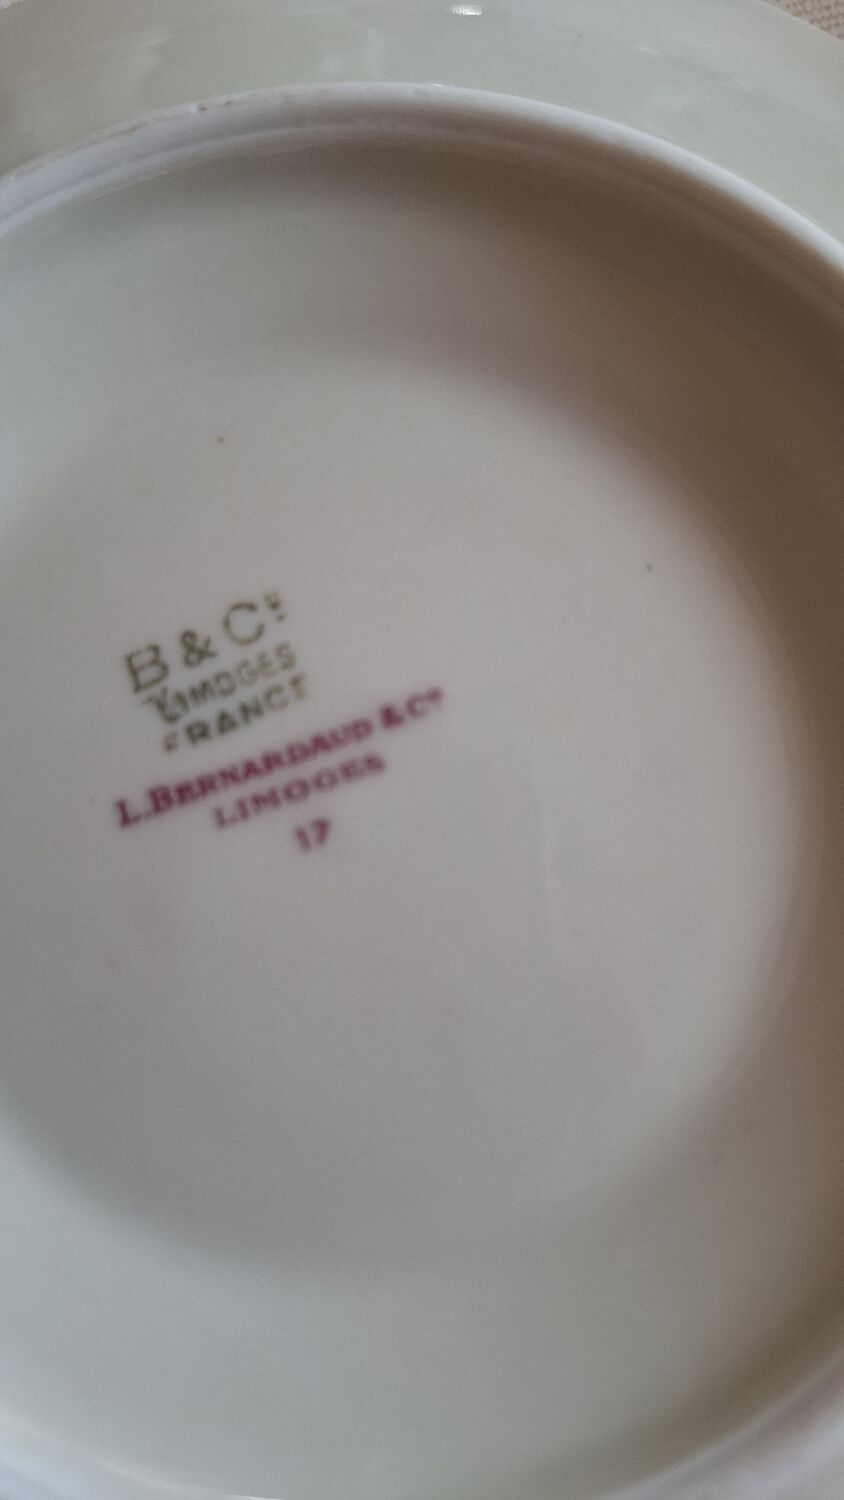 B & Cⁱᵉ
LIMOGES
FRANCE
L. BERNARDAUD & Cⁱᵉ
LIMOGES
17